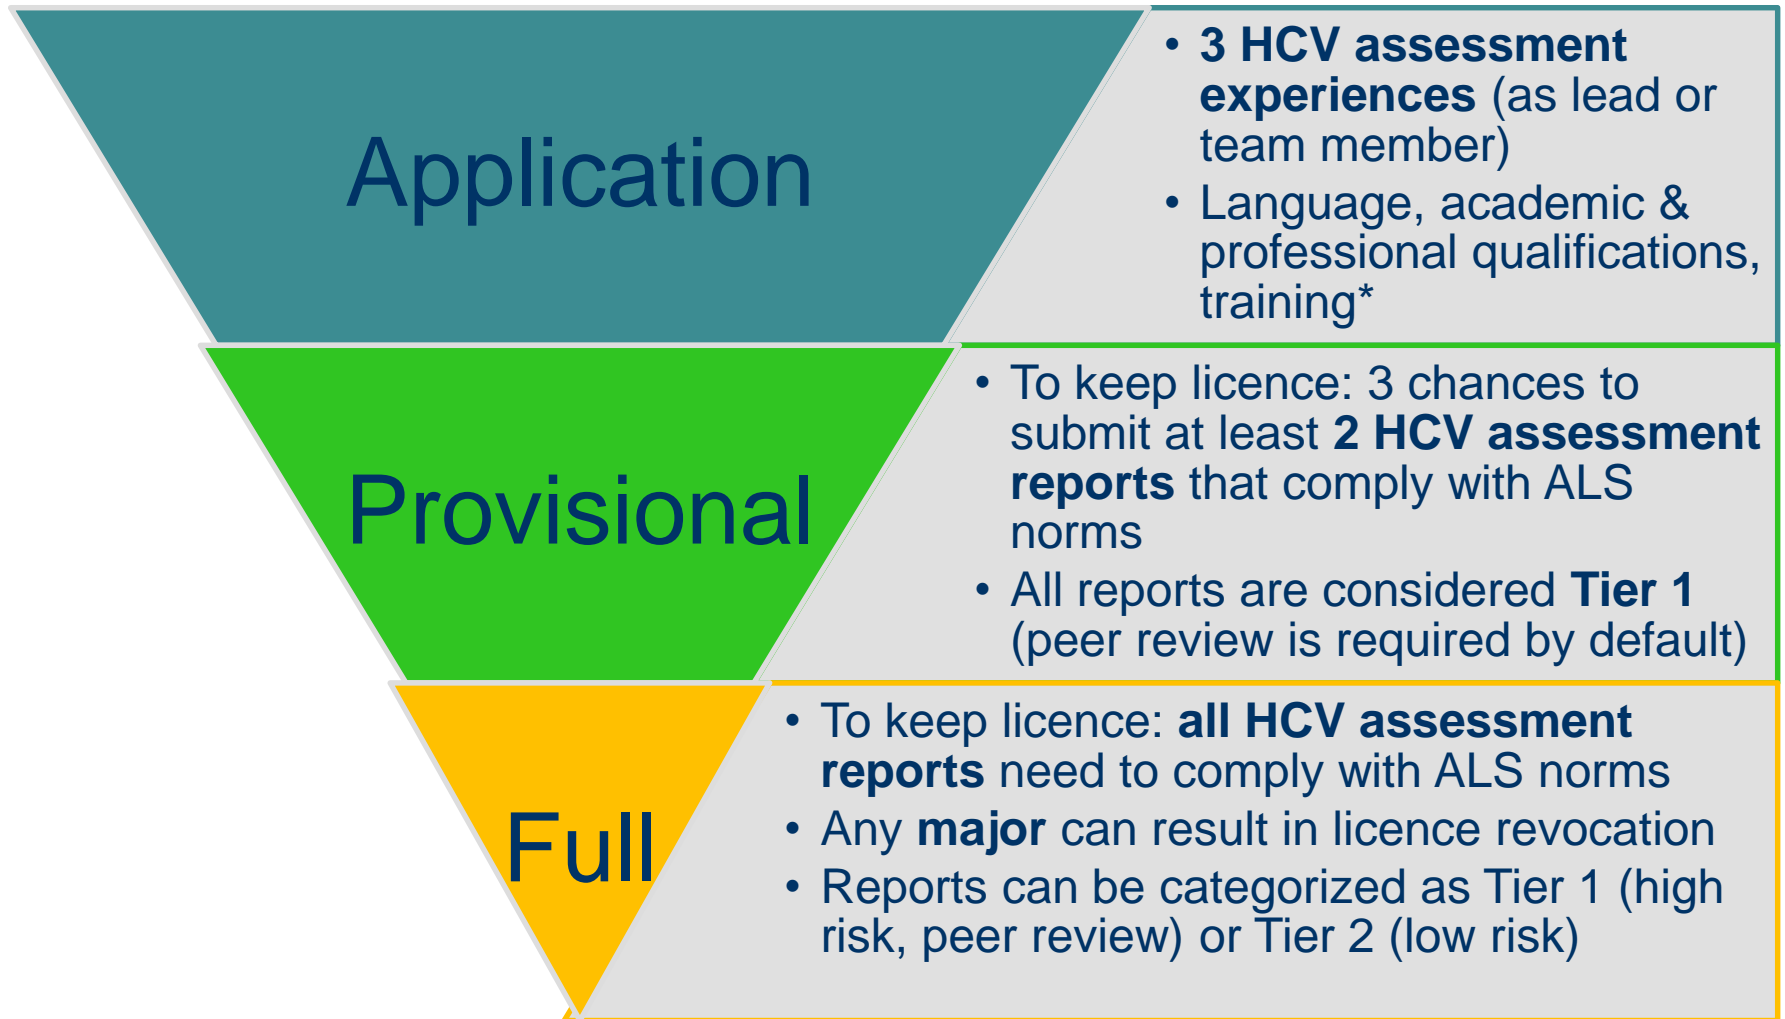 Application
• 3 HCV assessment
experiences (as lead or
team member)
• Language, academic &
professional qualifications,
training*
Provisional
• To keep licence: 3 chances to
submit at least 2 HCV assessment
reports that comply with ALS
norms
• All reports are considered Tier 1
(peer review is required by default)
Full
• To keep licence: all HCV assessment
reports need to comply with ALS norms
• Any major can result in licence revocation
• Reports can be categorized as Tier 1 (high
risk, peer review) or Tier 2 (low risk)